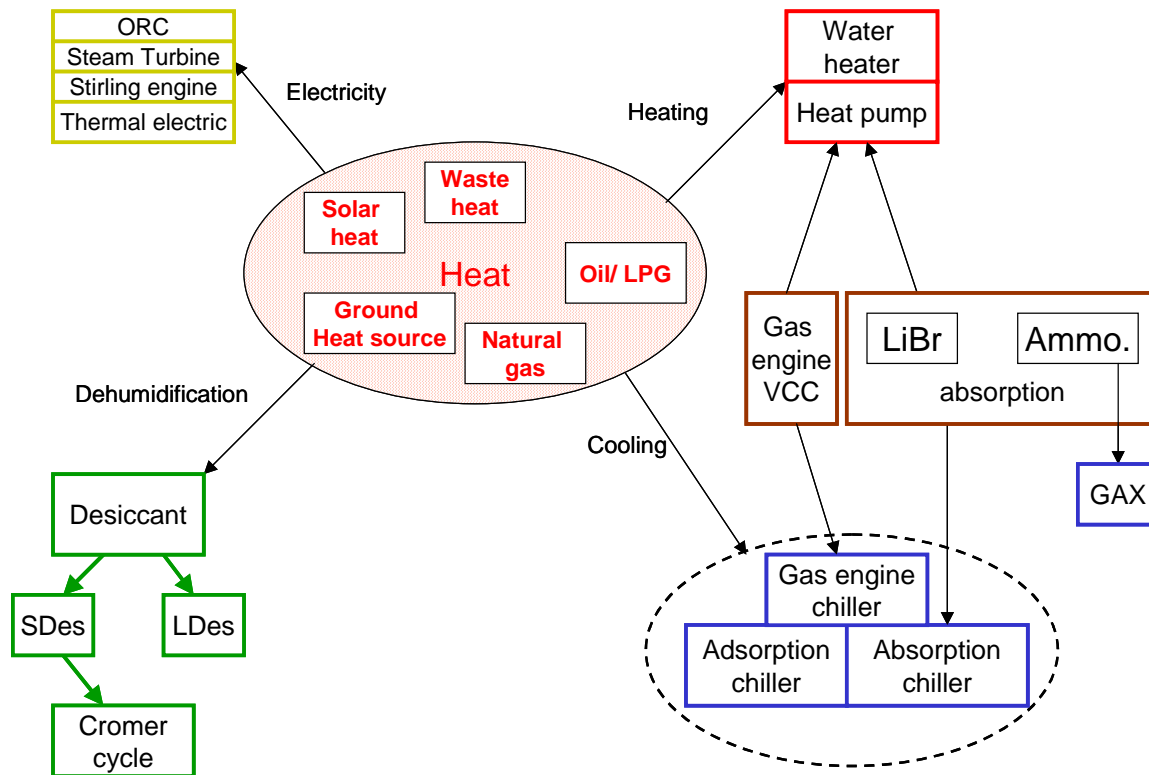 ORC
Steam Turbine
Stirling engine
Thermal electric
Electricity
Heating
Water
heater
Heat pump
Waste
heat
Solar
heat
Heat
Oil/ LPG
Ground
Heat source
Natural
gas
Gas
engine
VCC
LiBr
Ammo.
absorption
GAX
Dehumidification
Cooling
Desiccant
SDes
LDes
Cromer
cycle
Gas engine
chiller
Adsorption
chiller
Absorption
chiller